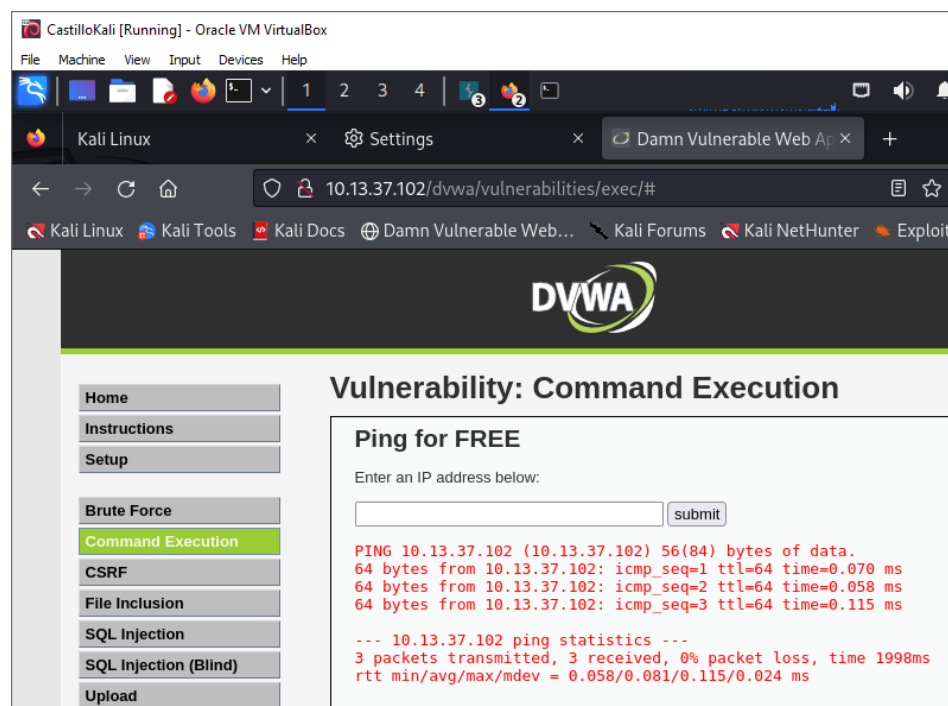 CastilloKali [Running] - Oracle VM VirtualBox
File Machine View Input Devices Help
1 2 3 4 3 2
Kali Linux × Settings × Damn Vulnerable Web Ap × +
10.13.37.102/dvwa/vulnerabilities/exec/#
Kali Linux Kali Tools Kali Docs Damn Vulnerable Web... Kali Forums Kali NetHunter Exploit
DVWA
Home
Instructions
Setup
Brute Force
Command Execution
CSRF
File Inclusion
SQL Injection
SQL Injection (Blind)
Upload
Vulnerability: Command Execution
Ping for FREE
Enter an IP address below:
submit
PING 10.13.37.102 (10.13.37.102) 56(84) bytes of data.
64 bytes from 10.13.37.102: icmp_seq=1 ttl=64 time=0.070 ms
64 bytes from 10.13.37.102: icmp_seq=2 ttl=64 time=0.058 ms
64 bytes from 10.13.37.102: icmp_seq=3 ttl=64 time=0.115 ms
--- 10.13.37.102 ping statistics ---
3 packets transmitted, 3 received, 0% packet loss, time 1998ms
rtt min/avg/max/mdev = 0.058/0.081/0.115/0.024 ms